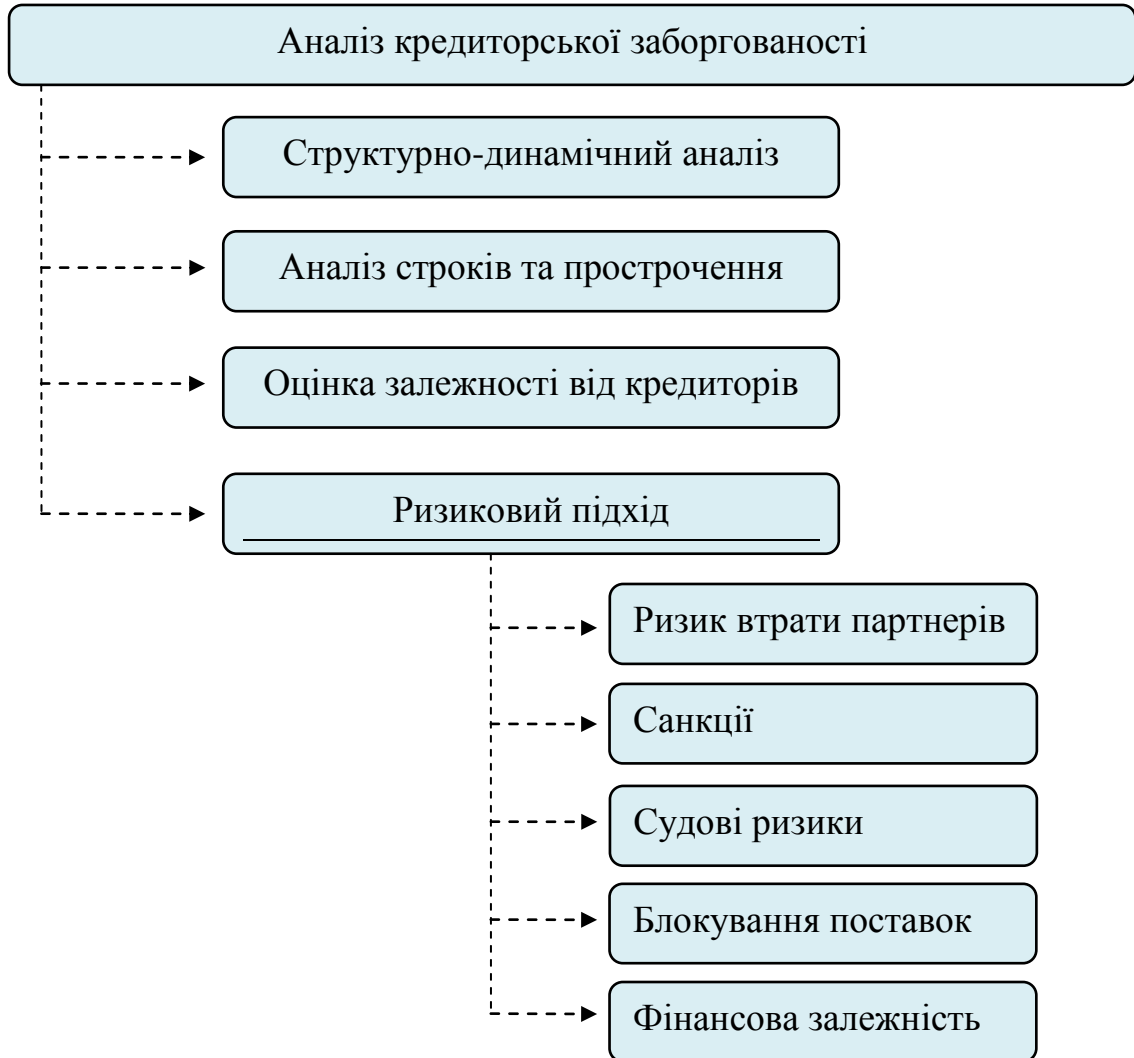 Аналіз кредиторської заборгованості
Структурно-динамічний аналіз
Аналіз строків та прострочення
Оцінка залежності від кредиторів
Ризиковий підхід
Ризик втрати партнерів
Санкції
Судові ризики
Блокування поставок
Фінансова залежність